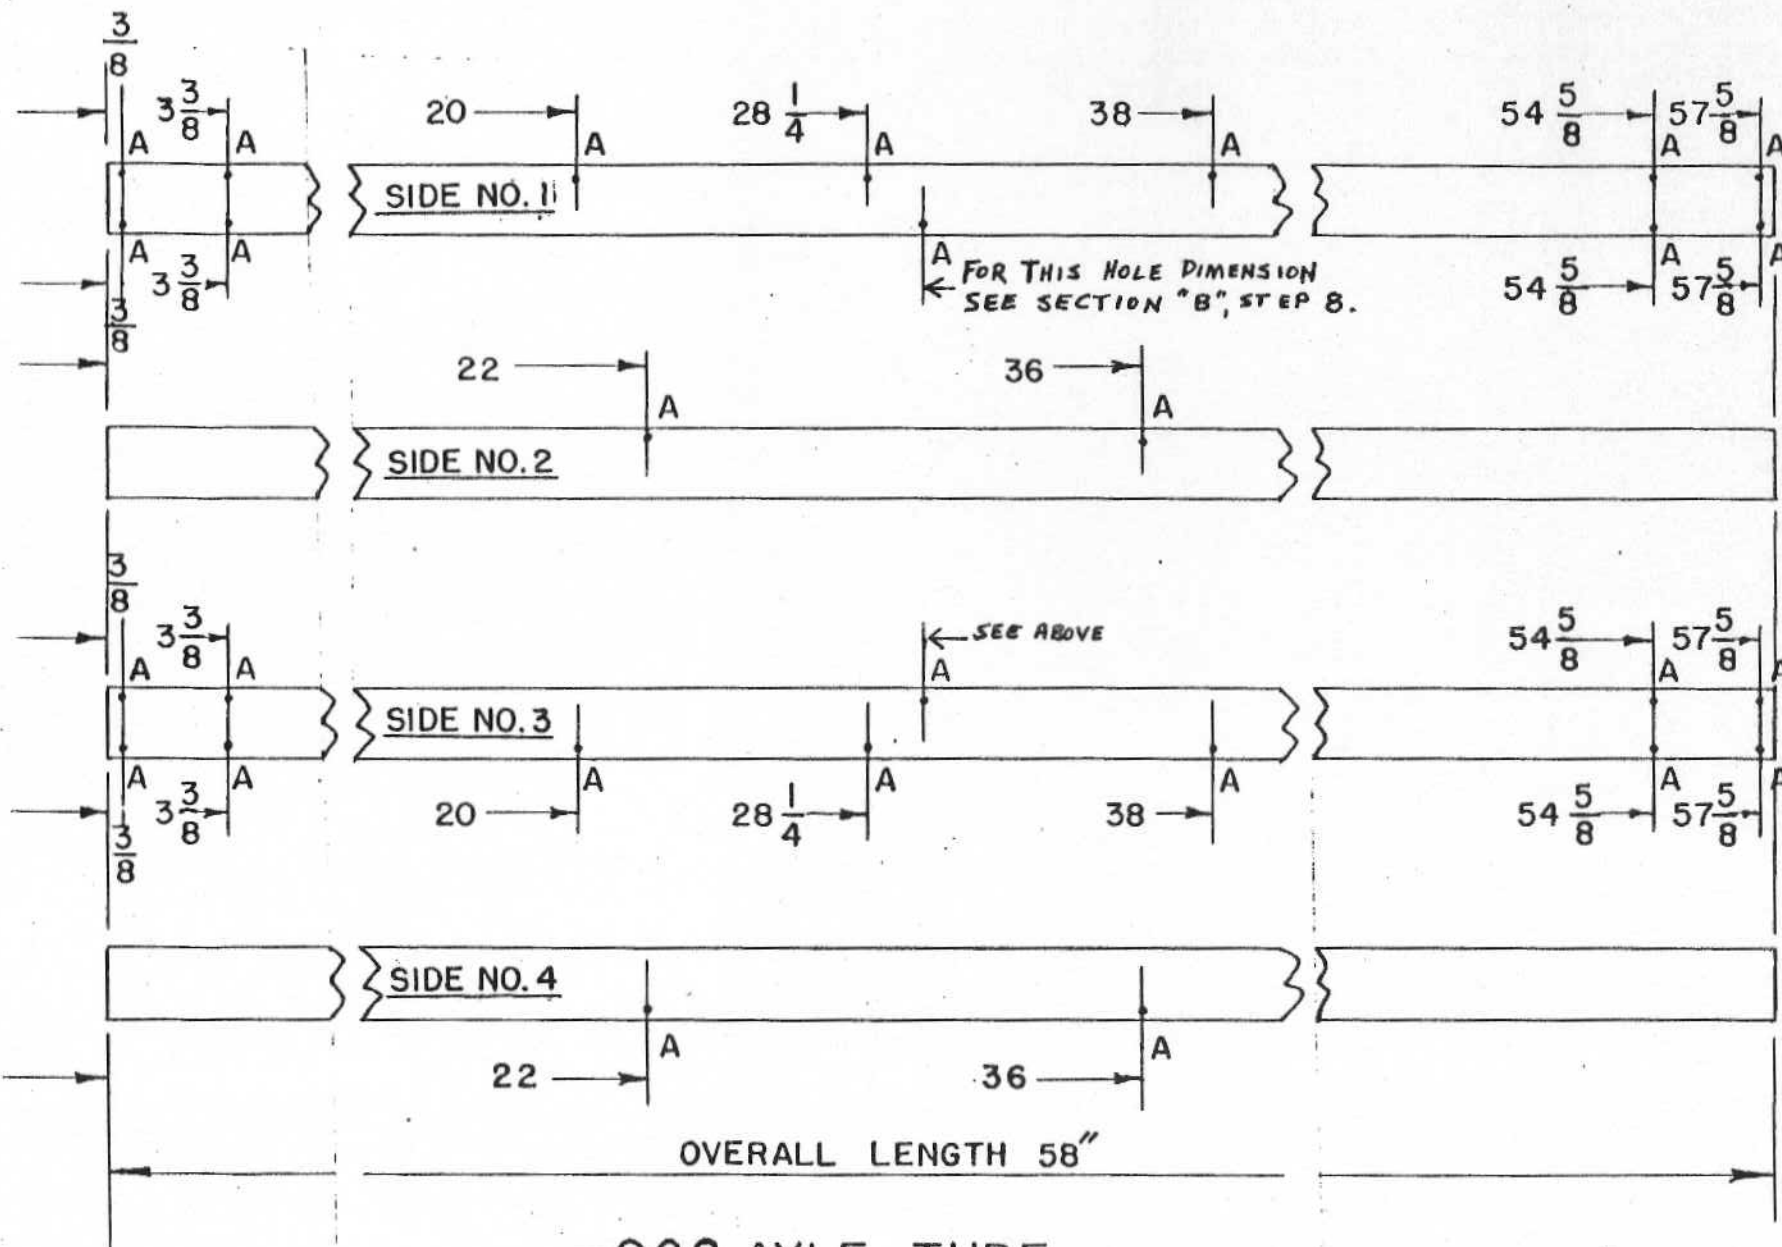 3/8
3 3/8 20 28 1/4 38 54 5/8 57 5/8
A A A A A A A
SIDE NO. 1
A A A A A
3 3/8 FOR THIS HOLE DIMENSION 54 5/8 57 5/8
SEE SECTION "B", STEP 8.
3/8
22 36
A A
SIDE NO. 2
3/8
3 3/8 SEE ABOVE 54 5/8 57 5/8
A A A A A
SIDE NO. 3
A A A A A A A
3 3/8 20 28 1/4 38 54 5/8 57 5/8
3/8
SIDE NO. 4
A A
22 36
OVERALL LENGTH 58"
AXLE TUBE